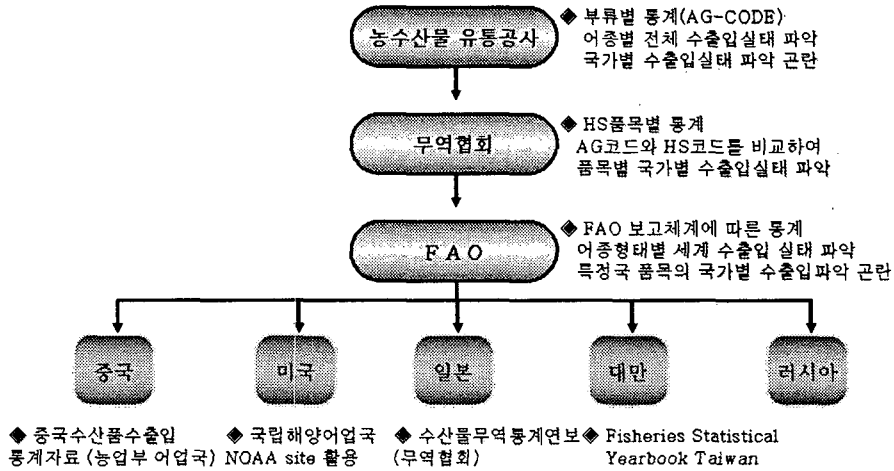 농수산물 유통공사
◆ 부류별 통계(AG-CODE)
어종별 전체 수출입실태 파악
국가별 수출입실태 파악 곤란
무역협회
◆ HS품목별 통계
AG코드와 HS코드를 비교하여
품목별 국가별 수출입실태 파악
F A O
◆ FAO 보고체계에 따른 통계
어종형태별 세계 수출입 실태 파악
특정국 품목의 국가별 수출입파악 곤란
중국
미국
일본
대만
러시아
◆ 중국수산품수출입
통계자료 (농업부 어업국)
◆ 국립해양어업국
NOAA site 활용
◆ 수산물무역통계연보
(무역협회)
◆ Fisheries Statistical
Yearbook Taiwan